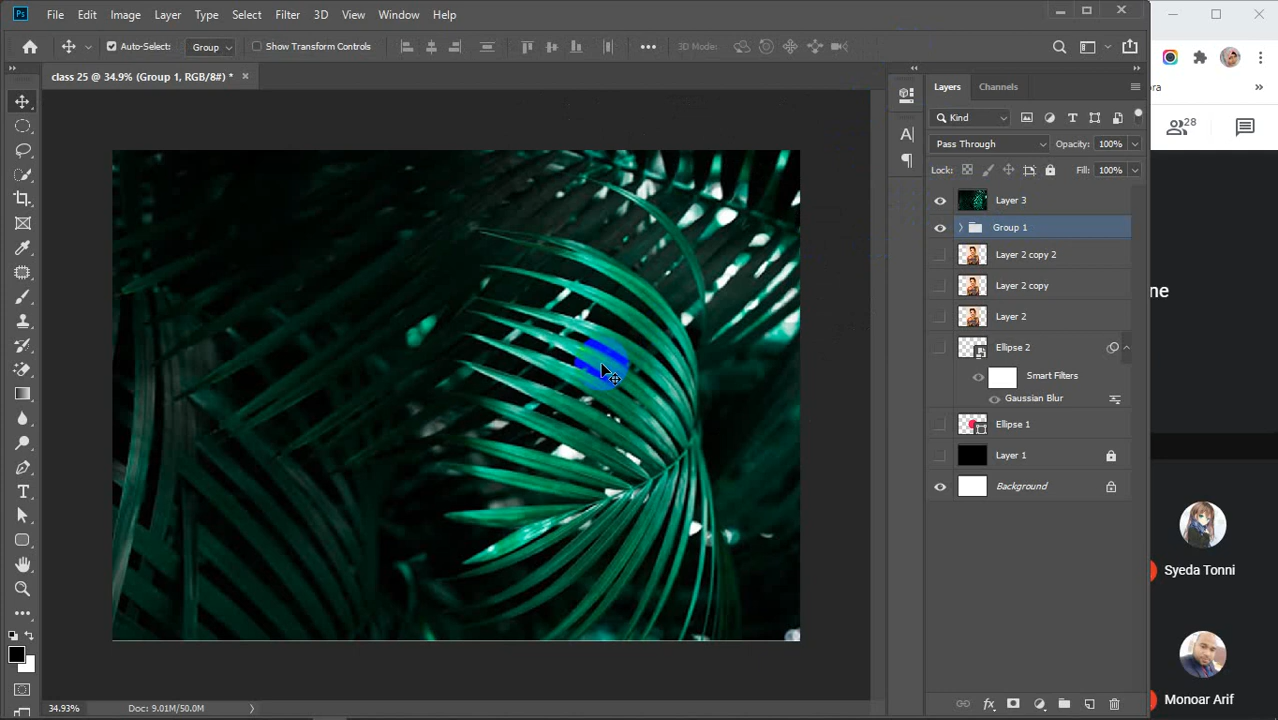 Ps File Edit Image Layer Type Select Filter 3D View Window Help
Auto-Select: Group Show Transform Controls 3D Mode:
class 25 @ 34.9% (Group 1, RGB/8#) * ×
Layers Channels
Kind
Pass Through Opacity: 100%
Lock: Fill: 100%
Layer 3
Group 1
Layer 2 copy 2
Layer 2 copy
Layer 2
Ellipse 2
Smart Filters
Gaussian Blur
Ellipse 1
Layer 1
Background
34.93% Doc: 9.01M/50.0M
ora
28
ne
Syeda Tonni
Monoar Arif